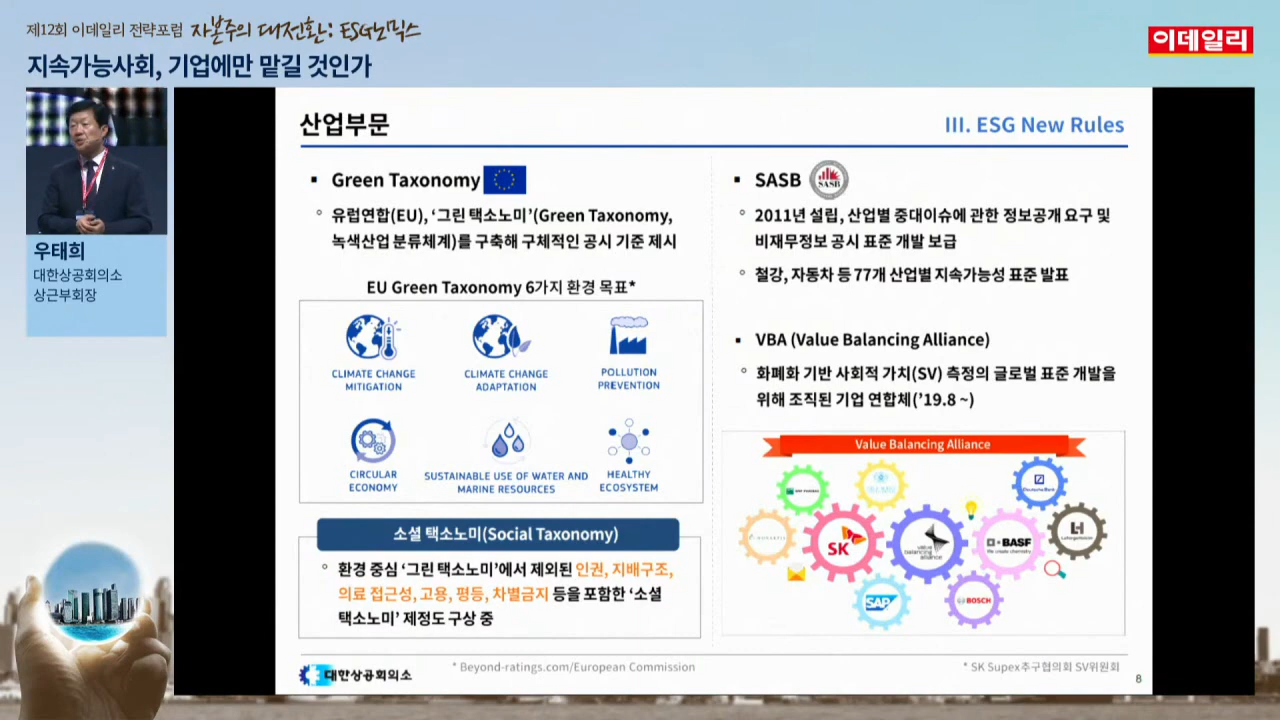 제12회 이데일리 전략포럼 자본주의 대전환: ESG노믹스
이데일리
지속가능사회, 기업에만 맡길 것인가
우태희
대한상공회의소
상근부회장
산업부문
III. ESG New Rules
▪ Green Taxonomy
◦ 유럽연합(EU), ‘그린 택소노미’(Green Taxonomy,
녹색산업 분류체계)를 구축해 구체적인 공시 기준 제시
EU Green Taxonomy 6가지 환경 목표*
CLIMATE CHANGE
MITIGATION
CLIMATE CHANGE
ADAPTATION
POLLUTION
PREVENTION
CIRCULAR
ECONOMY
SUSTAINABLE USE OF WATER AND
MARINE RESOURCES
HEALTHY
ECOSYSTEM
소셜 택소노미(Social Taxonomy)
◦ 환경 중심 ‘그린 택소노미’에서 제외된 인권, 지배구조,
의료 접근성, 고용, 평등, 차별금지 등을 포함한 ‘소셜
택소노미’ 제정도 구상 중
▪ SASB
SASB
◦ 2011년 설립, 산업별 중대이슈에 관한 정보공개 요구 및
비재무정보 공시 표준 개발 보급
◦ 철강, 자동차 등 77개 산업별 지속가능성 표준 발표
▪ VBA (Value Balancing Alliance)
◦ 화폐화 기반 사회적 가치(SV) 측정의 글로벌 표준 개발을
위해 조직된 기업 연합체(’19.8 ~)
Value Balancing Alliance
BNP PARIBAS
Deutsche Bank
NOVARTIS
SK
value
balancing
alliance
BASF
We create chemistry
LH
LafargeHolcim
SAP
BOSCH
대한상공회의소
* Beyond-ratings.com/European Commission
* SK Supex추구협의회 SV위원회
8